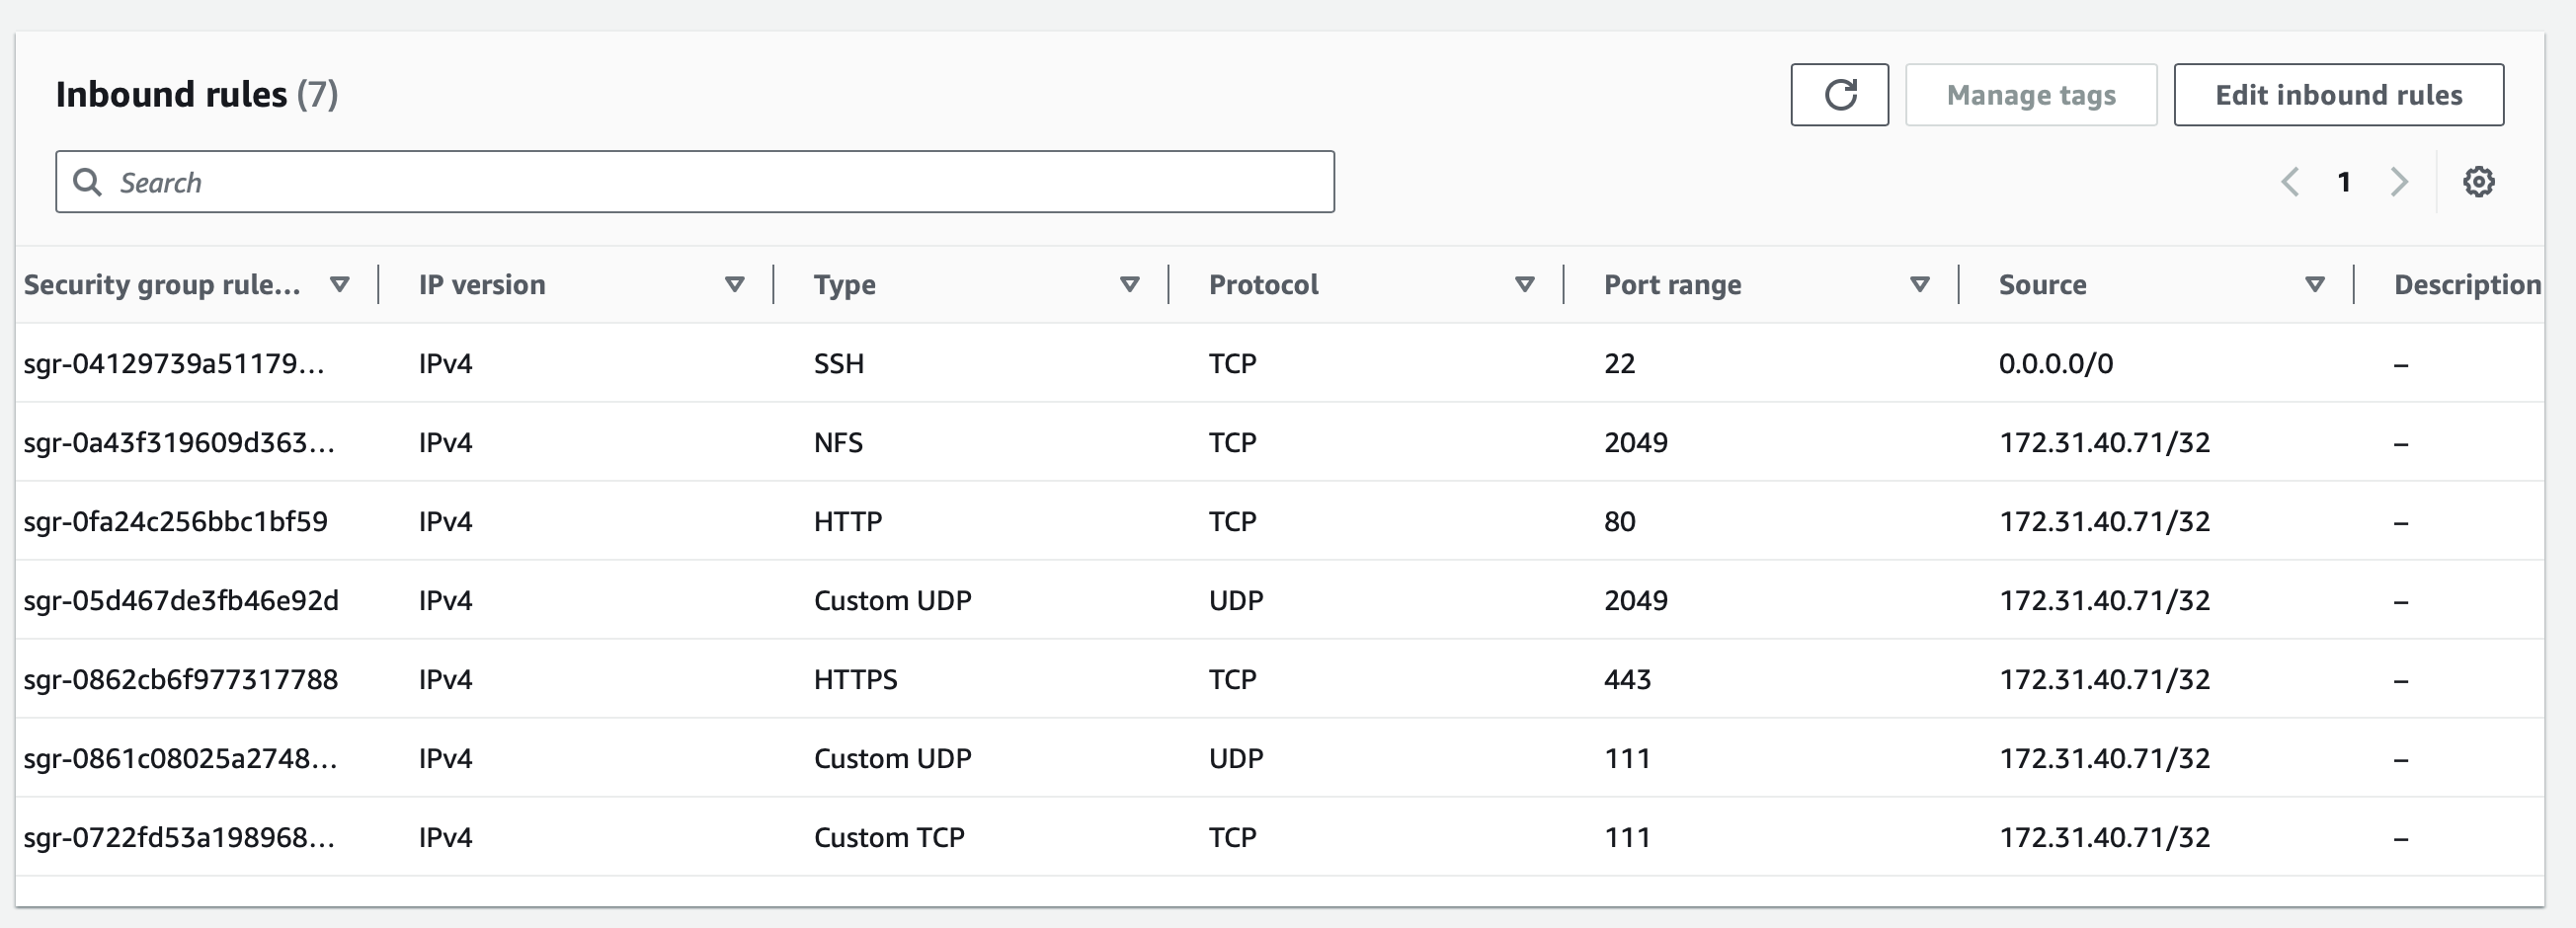 Inbound rules (7)
Manage tags
Edit inbound rules
Search
1
Security group rule... IP version Type Protocol Port range Source Description
sgr-04129739a51179... IPv4 SSH TCP 22 0.0.0.0/0 –
sgr-0a43f319609d363... IPv4 NFS TCP 2049 172.31.40.71/32 –
sgr-0fa24c256bbc1bf59 IPv4 HTTP TCP 80 172.31.40.71/32 –
sgr-05d467de3fb46e92d IPv4 Custom UDP UDP 2049 172.31.40.71/32 –
sgr-0862cb6f977317788 IPv4 HTTPS TCP 443 172.31.40.71/32 –
sgr-0861c08025a2748... IPv4 Custom UDP UDP 111 172.31.40.71/32 –
sgr-0722fd53a198968... IPv4 Custom TCP TCP 111 172.31.40.71/32 –